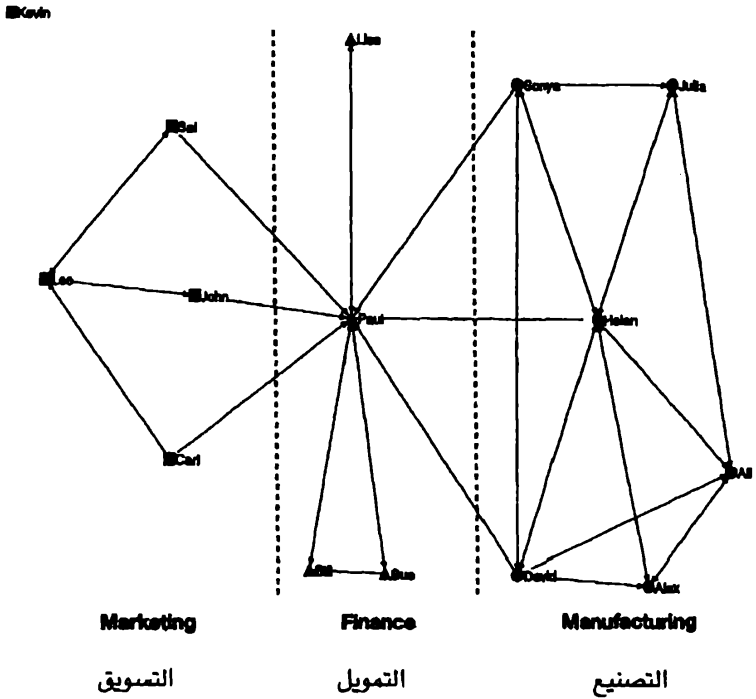 Kevin
Lisa
Sonya
Julia
Sal
Leo
John
Paul
Helen
Carl
Ali
Sue
David
Alex
Marketing
Finance
Manufacturing
التسويق
التمويل
التصنيع